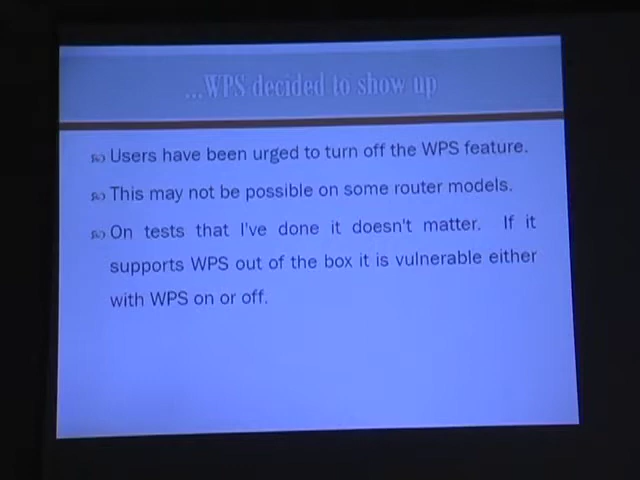 ...WPS decided to show up
Users have been urged to turn off the WPS feature.
This may not be possible on some router models.
On tests that I've done it doesn't matter. If it
supports WPS out of the box it is vulnerable either
with WPS on or off.